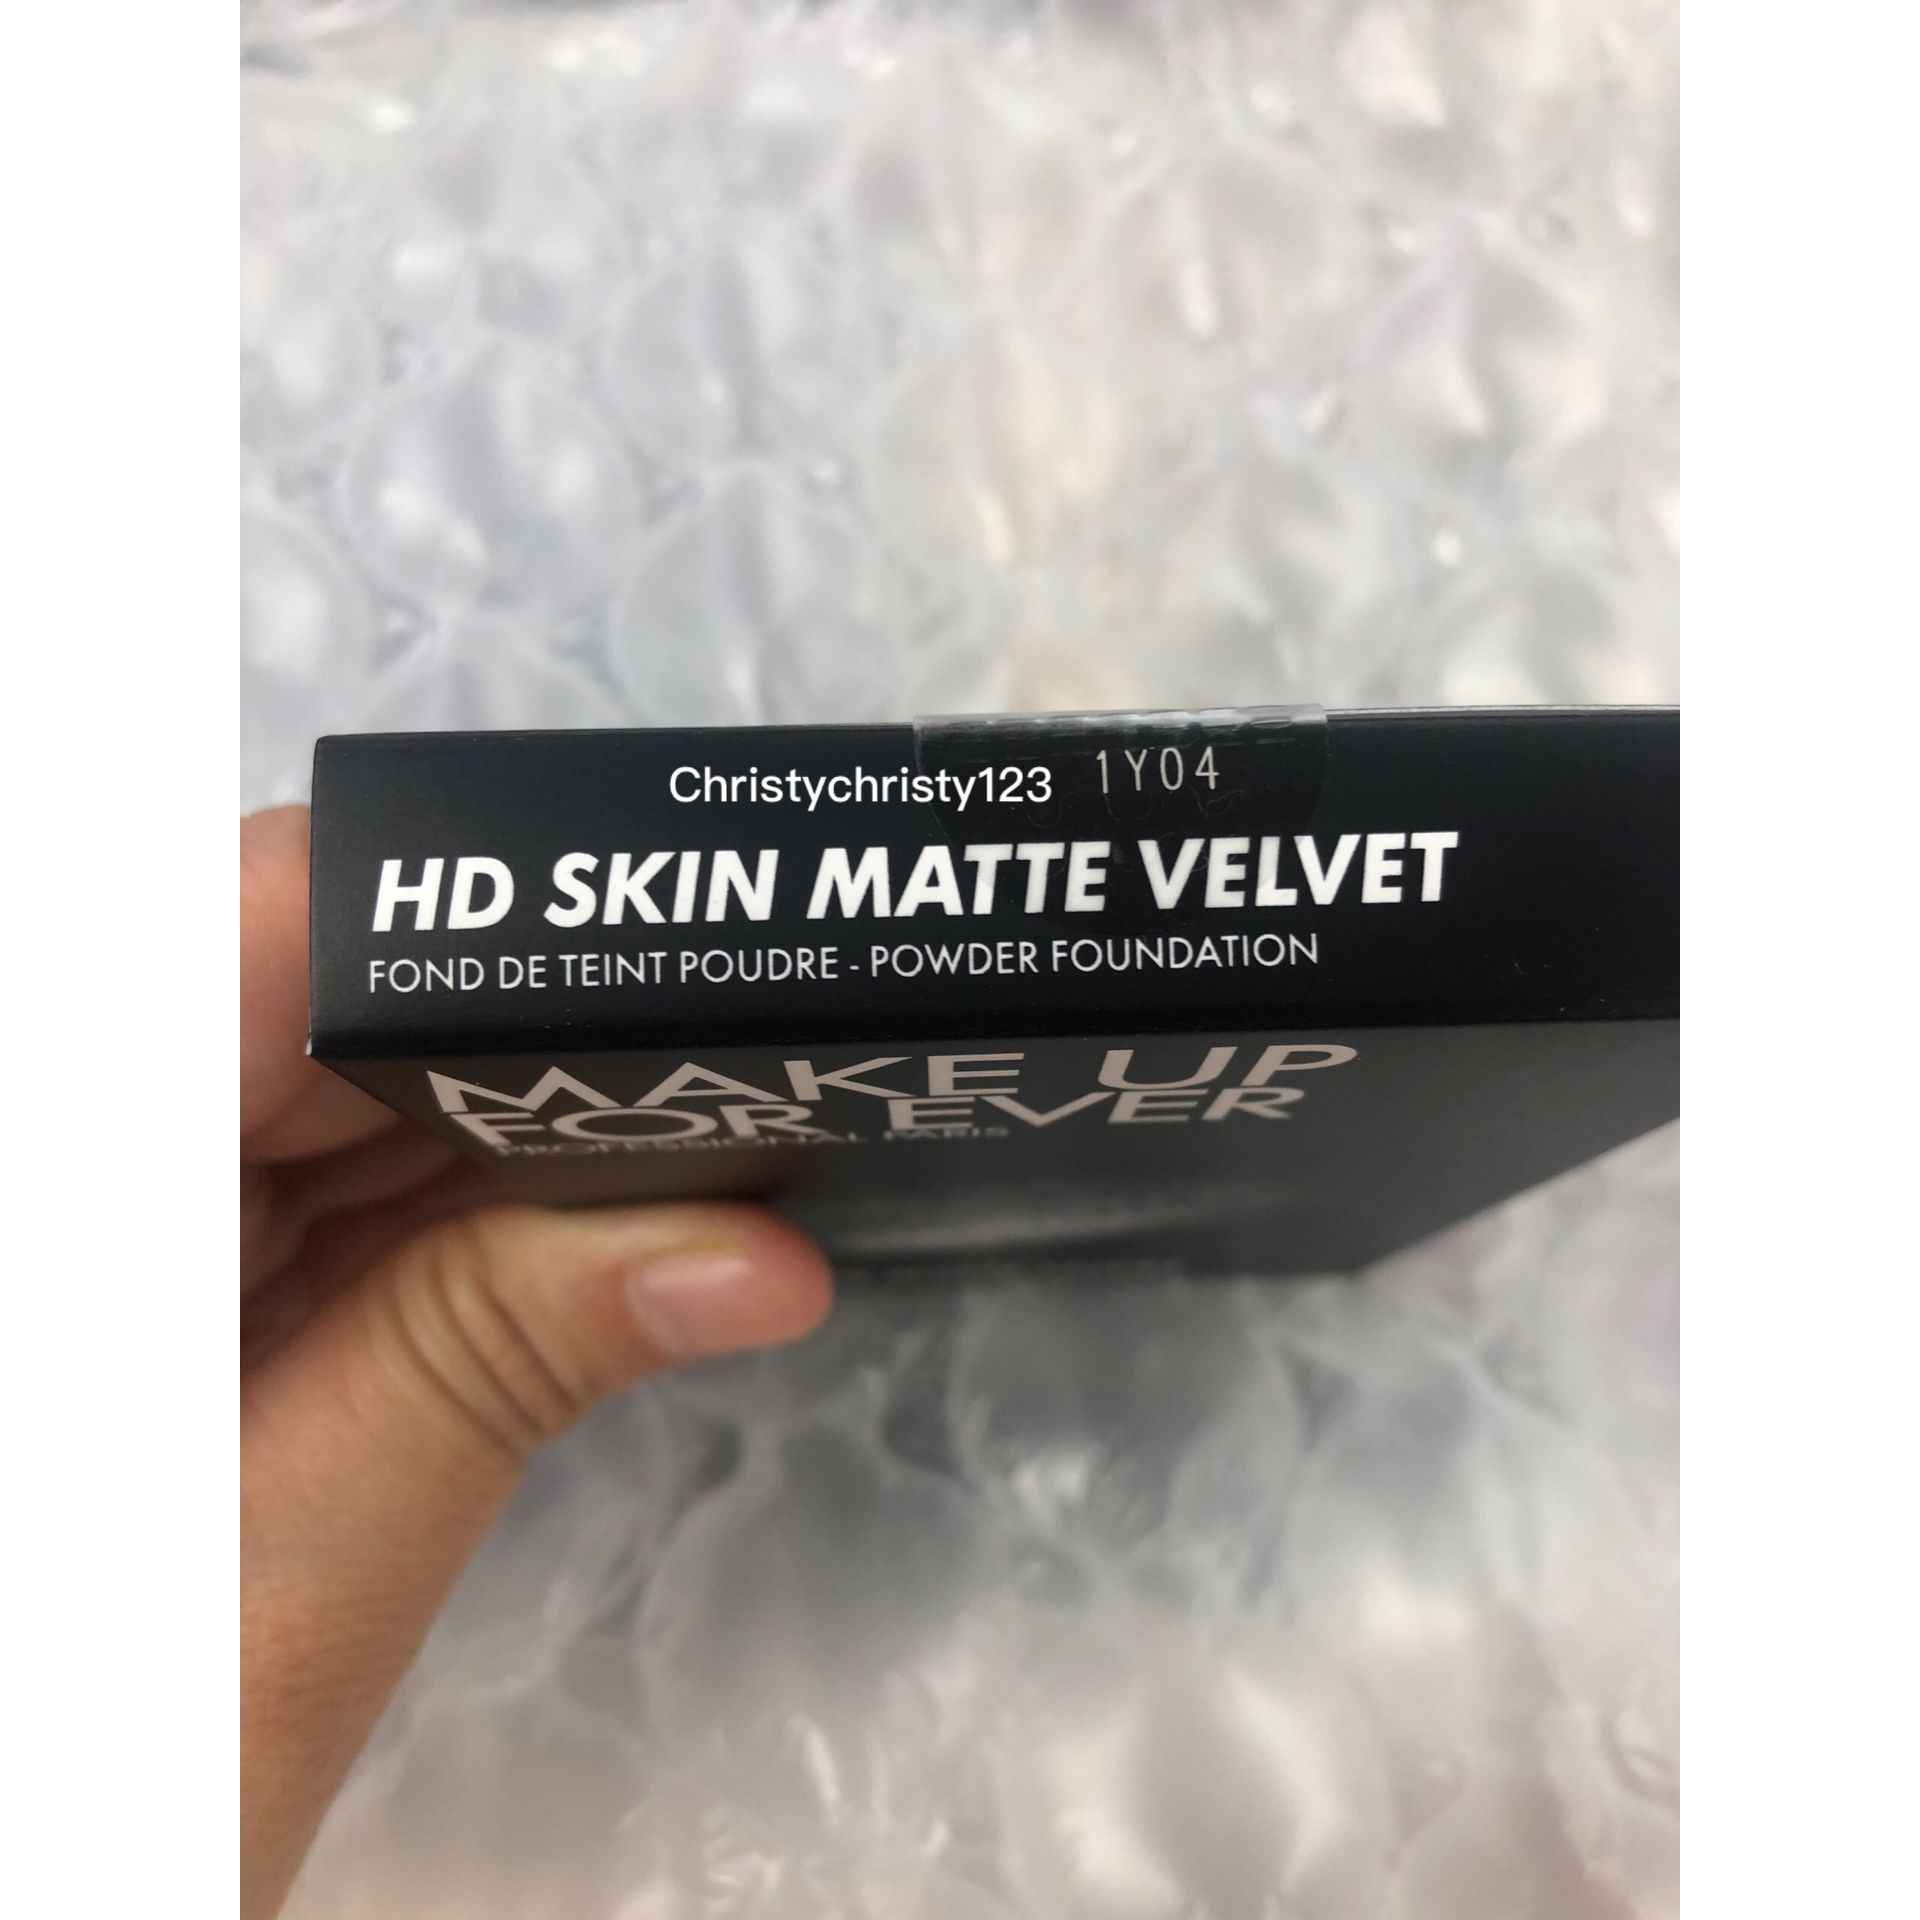 Christychristy123
1Y04
HD SKIN MATTE VELVET
FOND DE TEINT POUDRE - POWDER FOUNDATION
MAKE UP
FOR EVER
PROFESSIONAL PARIS